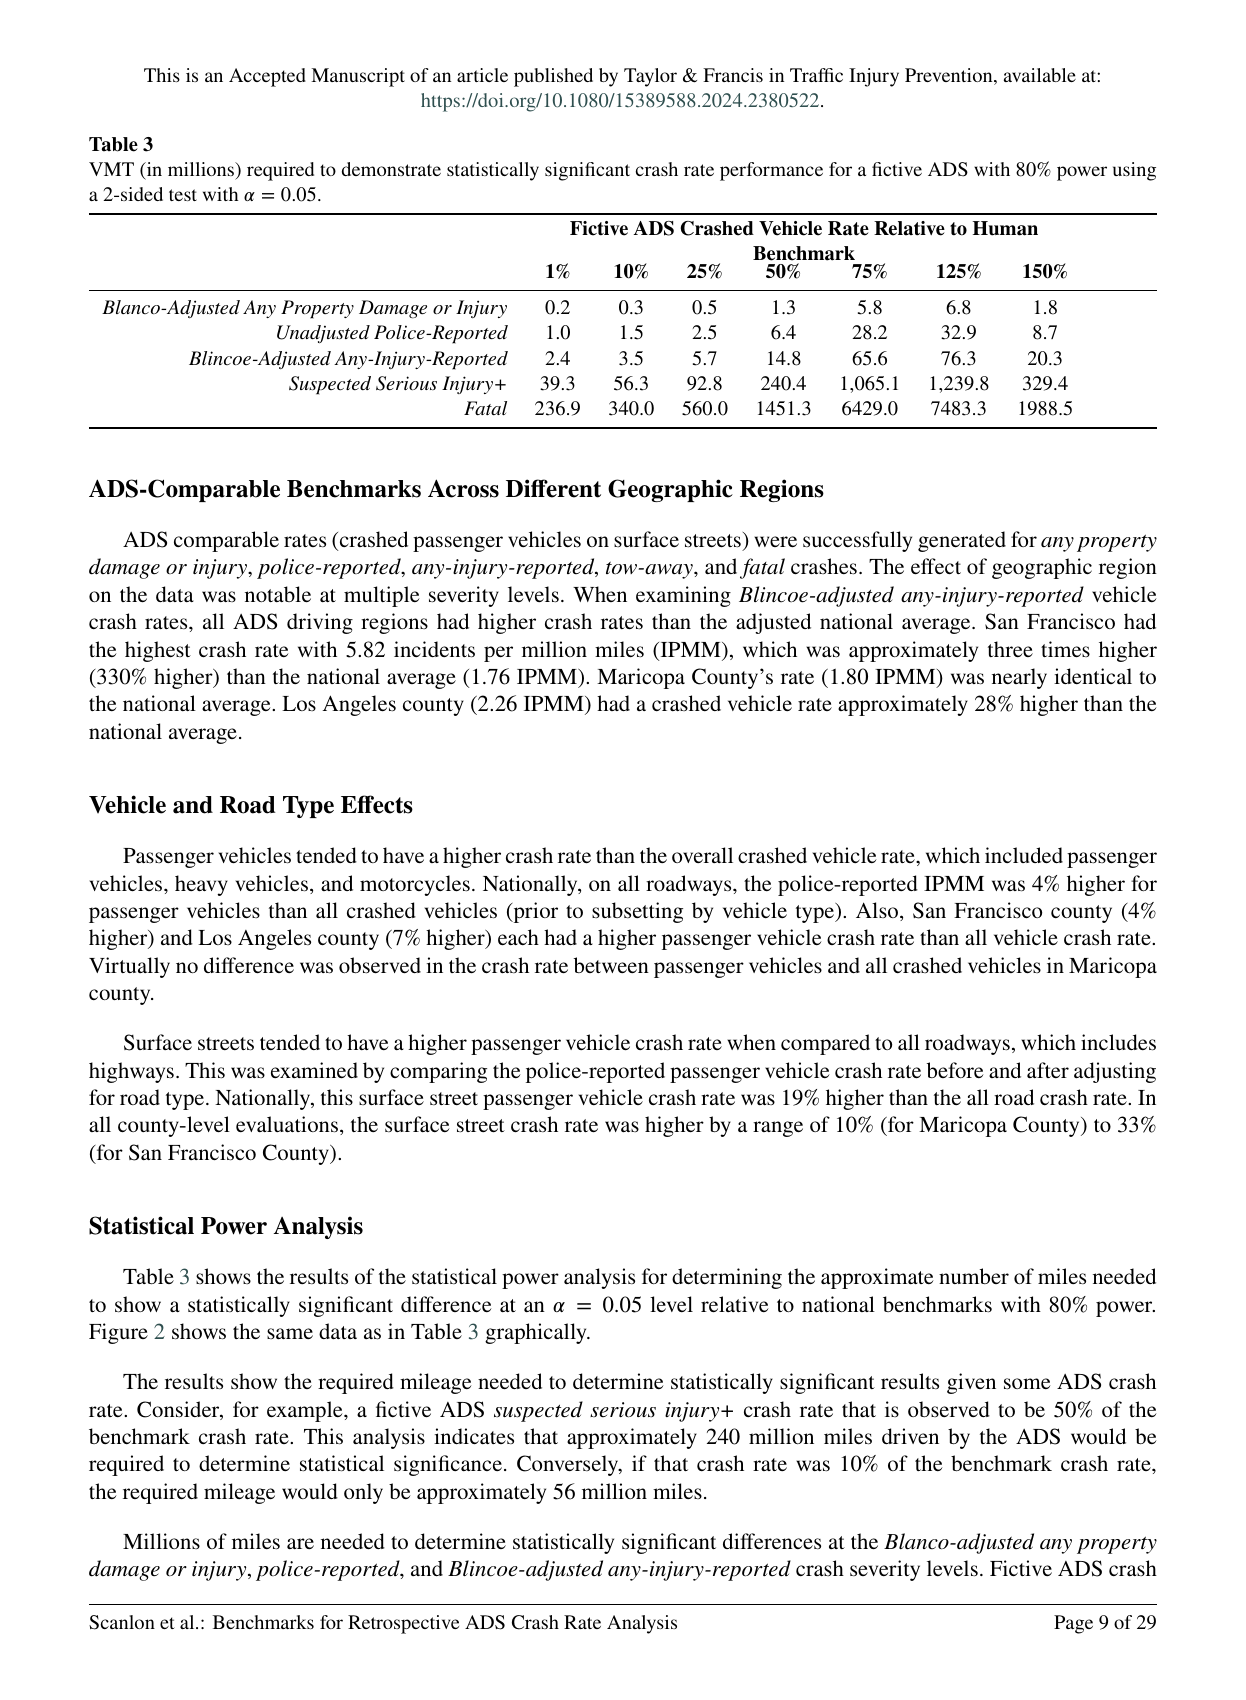 This is an Accepted Manuscript of an article published by Taylor & Francis in Traffic Injury Prevention, available at:
https://doi.org/10.1080/15389588.2024.2380522.
Table 3
VMT (in millions) required to demonstrate statistically significant crash rate performance for a fictive ADS with 80% power using
a 2-sided test with α = 0.05.
Fictive ADS Crashed Vehicle Rate Relative to Human
Benchmark
1% 10% 25% 50% 75% 125% 150%
Blanco-Adjusted Any Property Damage or Injury 0.2 0.3 0.5 1.3 5.8 6.8 1.8
Unadjusted Police-Reported 1.0 1.5 2.5 6.4 28.2 32.9 8.7
Blincoe-Adjusted Any-Injury-Reported 2.4 3.5 5.7 14.8 65.6 76.3 20.3
Suspected Serious Injury+ 39.3 56.3 92.8 240.4 1,065.1 1,239.8 329.4
Fatal 236.9 340.0 560.0 1451.3 6429.0 7483.3 1988.5
ADS-Comparable Benchmarks Across Different Geographic Regions
ADS comparable rates (crashed passenger vehicles on surface streets) were successfully generated for any property
damage or injury, police-reported, any-injury-reported, tow-away, and fatal crashes. The effect of geographic region
on the data was notable at multiple severity levels. When examining Blincoe-adjusted any-injury-reported vehicle
crash rates, all ADS driving regions had higher crash rates than the adjusted national average. San Francisco had
the highest crash rate with 5.82 incidents per million miles (IPMM), which was approximately three times higher
(330% higher) than the national average (1.76 IPMM). Maricopa County's rate (1.80 IPMM) was nearly identical to
the national average. Los Angeles county (2.26 IPMM) had a crashed vehicle rate approximately 28% higher than the
national average.
Vehicle and Road Type Effects
Passenger vehicles tended to have a higher crash rate than the overall crashed vehicle rate, which included passenger
vehicles, heavy vehicles, and motorcycles. Nationally, on all roadways, the police-reported IPMM was 4% higher for
passenger vehicles than all crashed vehicles (prior to subsetting by vehicle type). Also, San Francisco county (4%
higher) and Los Angeles county (7% higher) each had a higher passenger vehicle crash rate than all vehicle crash rate.
Virtually no difference was observed in the crash rate between passenger vehicles and all crashed vehicles in Maricopa
county.
Surface streets tended to have a higher passenger vehicle crash rate when compared to all roadways, which includes
highways. This was examined by comparing the police-reported passenger vehicle crash rate before and after adjusting
for road type. Nationally, this surface street passenger vehicle crash rate was 19% higher than the all road crash rate. In
all county-level evaluations, the surface street crash rate was higher by a range of 10% (for Maricopa County) to 33%
(for San Francisco County).
Statistical Power Analysis
Table 3 shows the results of the statistical power analysis for determining the approximate number of miles needed
to show a statistically significant difference at an α = 0.05 level relative to national benchmarks with 80% power.
Figure 2 shows the same data as in Table 3 graphically.
The results show the required mileage needed to determine statistically significant results given some ADS crash
rate. Consider, for example, a fictive ADS suspected serious injury+ crash rate that is observed to be 50% of the
benchmark crash rate. This analysis indicates that approximately 240 million miles driven by the ADS would be
required to determine statistical significance. Conversely, if that crash rate was 10% of the benchmark crash rate,
the required mileage would only be approximately 56 million miles.
Millions of miles are needed to determine statistically significant differences at the Blanco-adjusted any property
damage or injury, police-reported, and Blincoe-adjusted any-injury-reported crash severity levels. Fictive ADS crash
Scanlon et al.: Benchmarks for Retrospective ADS Crash Rate Analysis Page 9 of 29